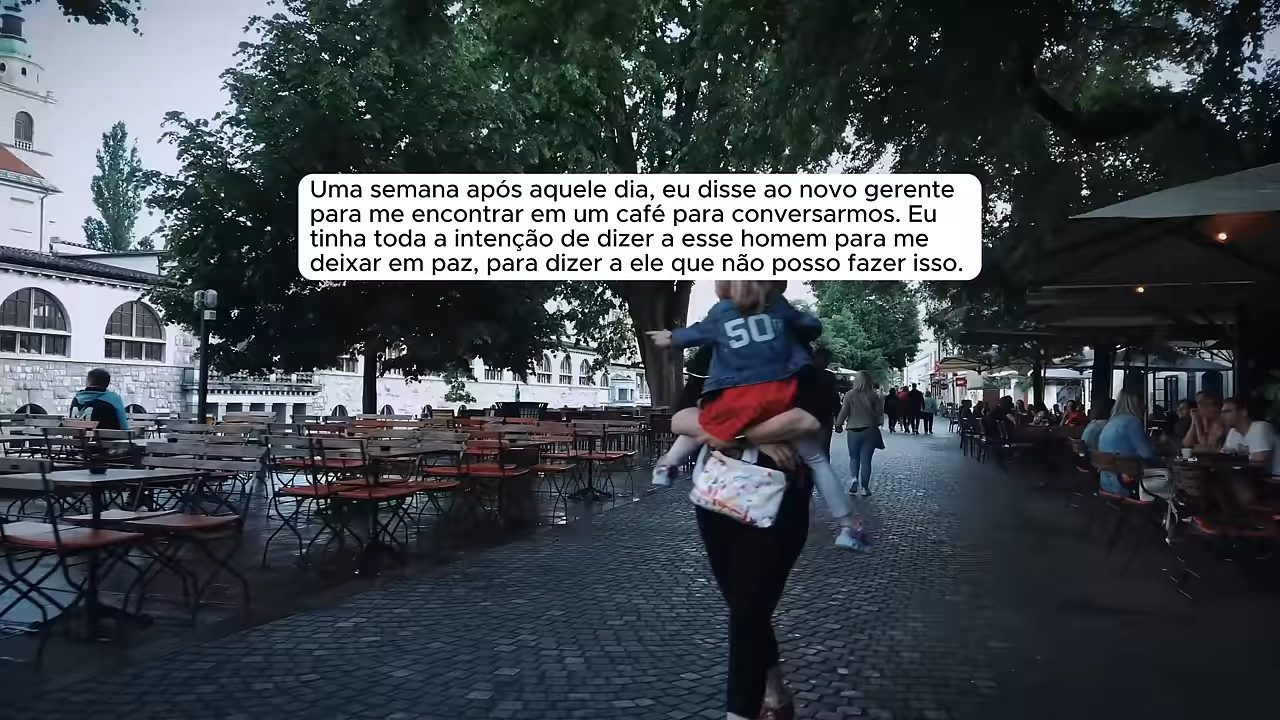 Uma semana após aquele dia, eu disse ao novo gerente
para me encontrar em um café para conversarmos. Eu
tinha toda a intenção de dizer a esse homem para me
deixar em paz, para dizer a ele que não posso fazer isso.
50